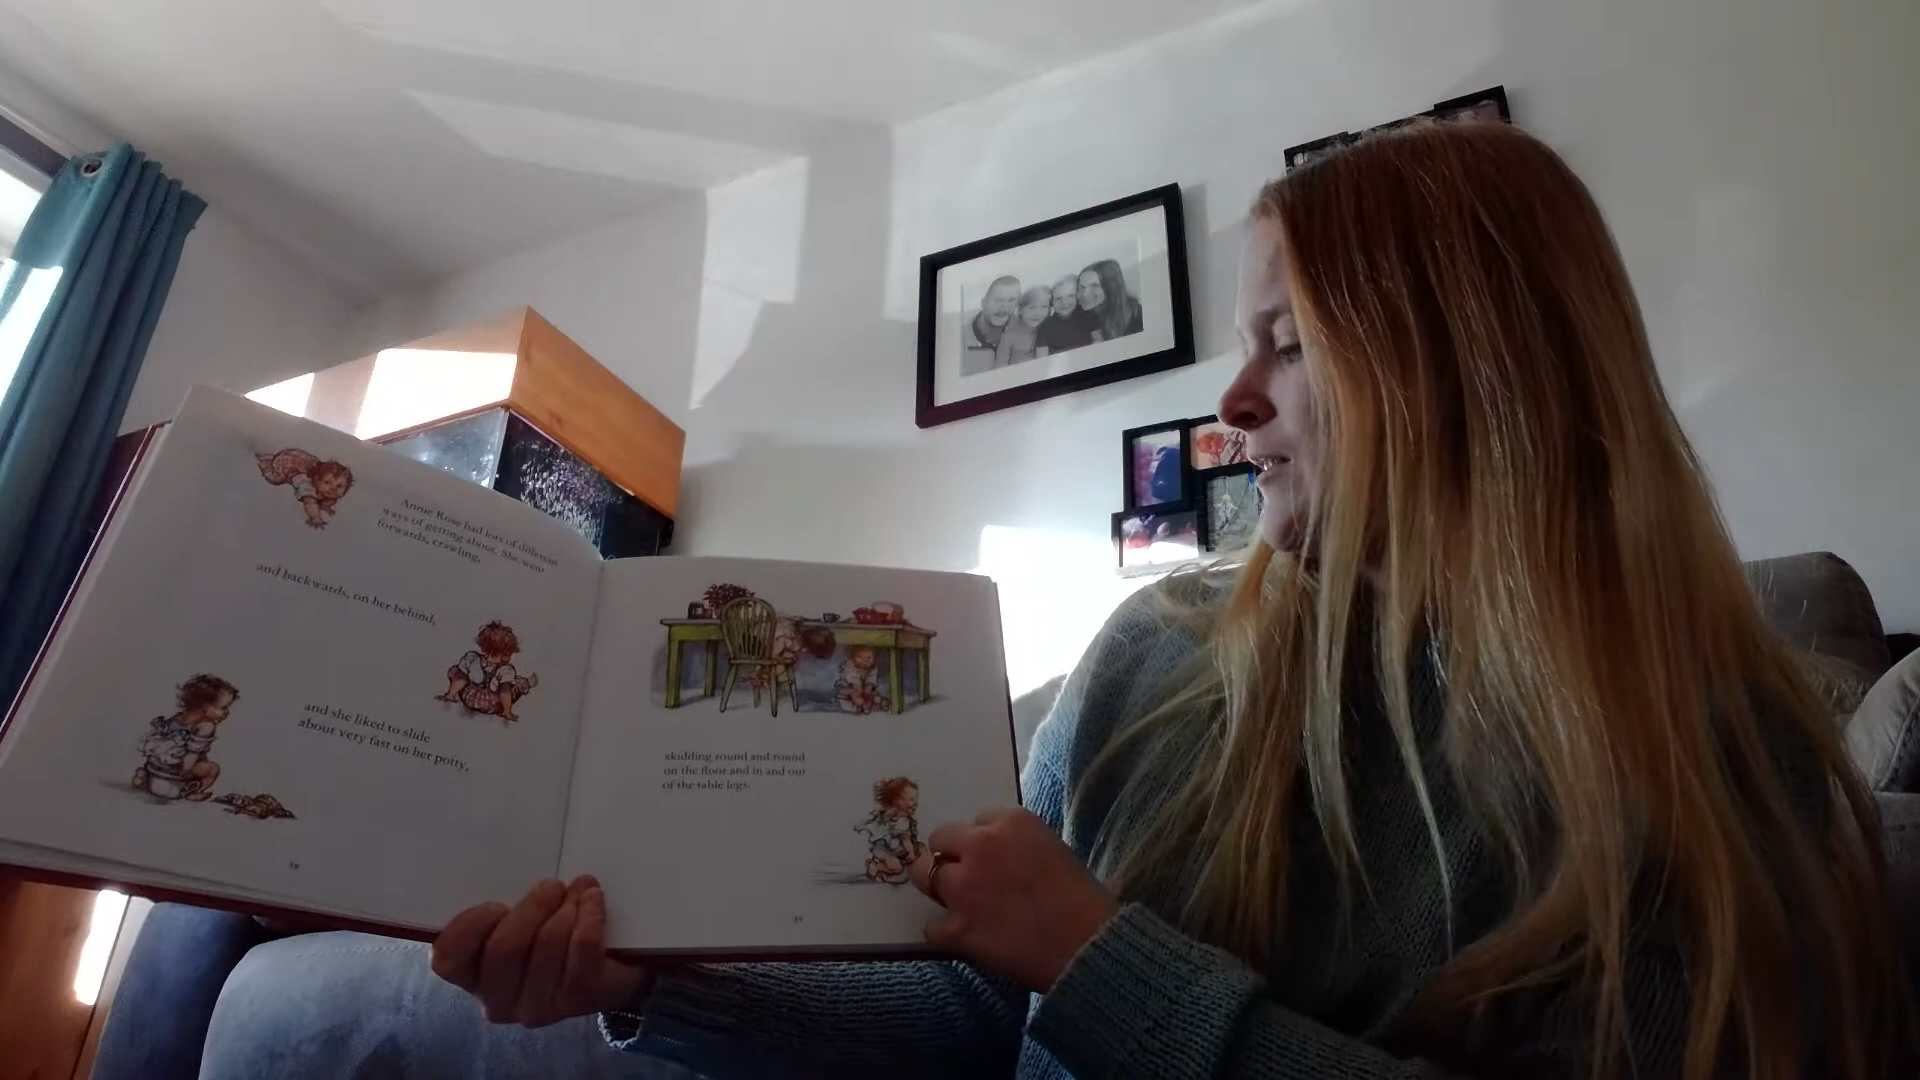 Annie Rose had lots of different
ways of getting about. She went
forwards, crawling,
and backwards, on her behind,
and she liked to slide
about very fast on her potty,
38
skidding round and round
on the floor and in and out
of the table legs.
39